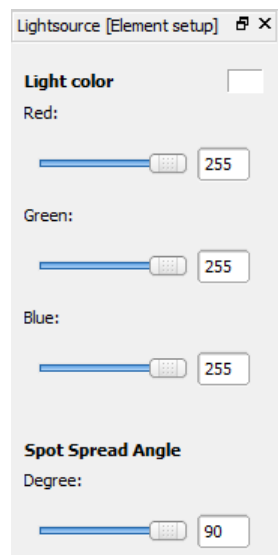 Lightsource [Element setup]
Light color
Red:
255
Green:
255
Blue:
255
Spot Spread Angle
Degree:
90